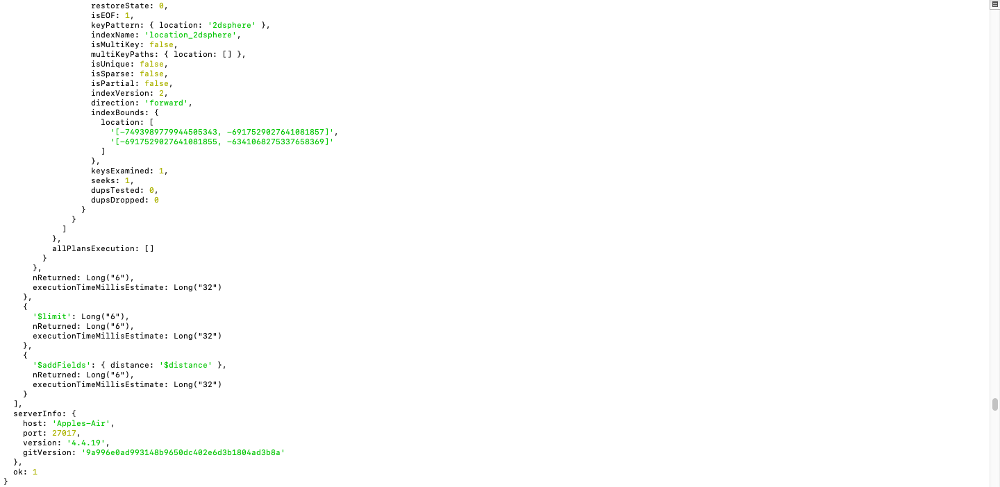 restoreState: 0,
isEOF: 1,
keyPattern: { location: '2dsphere' },
indexName: 'location_2dsphere',
isMultiKey: false,
multiKeyPaths: { location: [] },
isUnique: false,
isSparse: false,
isPartial: false,
indexVersion: 2,
direction: 'forward',
indexBounds: {
location: [
'[-7493989779944505343, -6917529027641081857]',
'[-6917529027641081855, -6341068275337658369]'
]
},
keysExamined: 1,
seeks: 1,
dupsTested: 0,
dupsDropped: 0
}
}
]
},
allPlansExecution: []
}
},
nReturned: Long("6"),
executionTimeMillisEstimate: Long("32")
},
{
'$limit': Long("6"),
nReturned: Long("6"),
executionTimeMillisEstimate: Long("32")
},
{
'$addFields': { distance: '$distance' },
nReturned: Long("6"),
executionTimeMillisEstimate: Long("32")
}
],
serverInfo: {
host: 'Apples-Air',
port: 27017,
version: '4.4.19',
gitVersion: '9a996e0ad993148b9650dc402e6d3b1804ad3b8a'
},
ok: 1
}